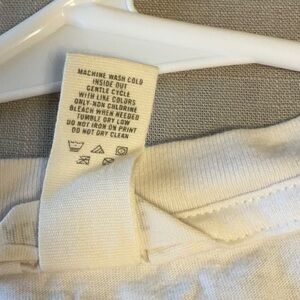 MACHINE WASH COLD
INSIDE OUT
GENTLE CYCLE
WITH LIKE COLORS
ONLY-NON CHLORINE
BLEACH WHEN NEEDED
TUMBLE DRY LOW
DO NOT IRON ON PRINT
DO NOT DRY CLEAN